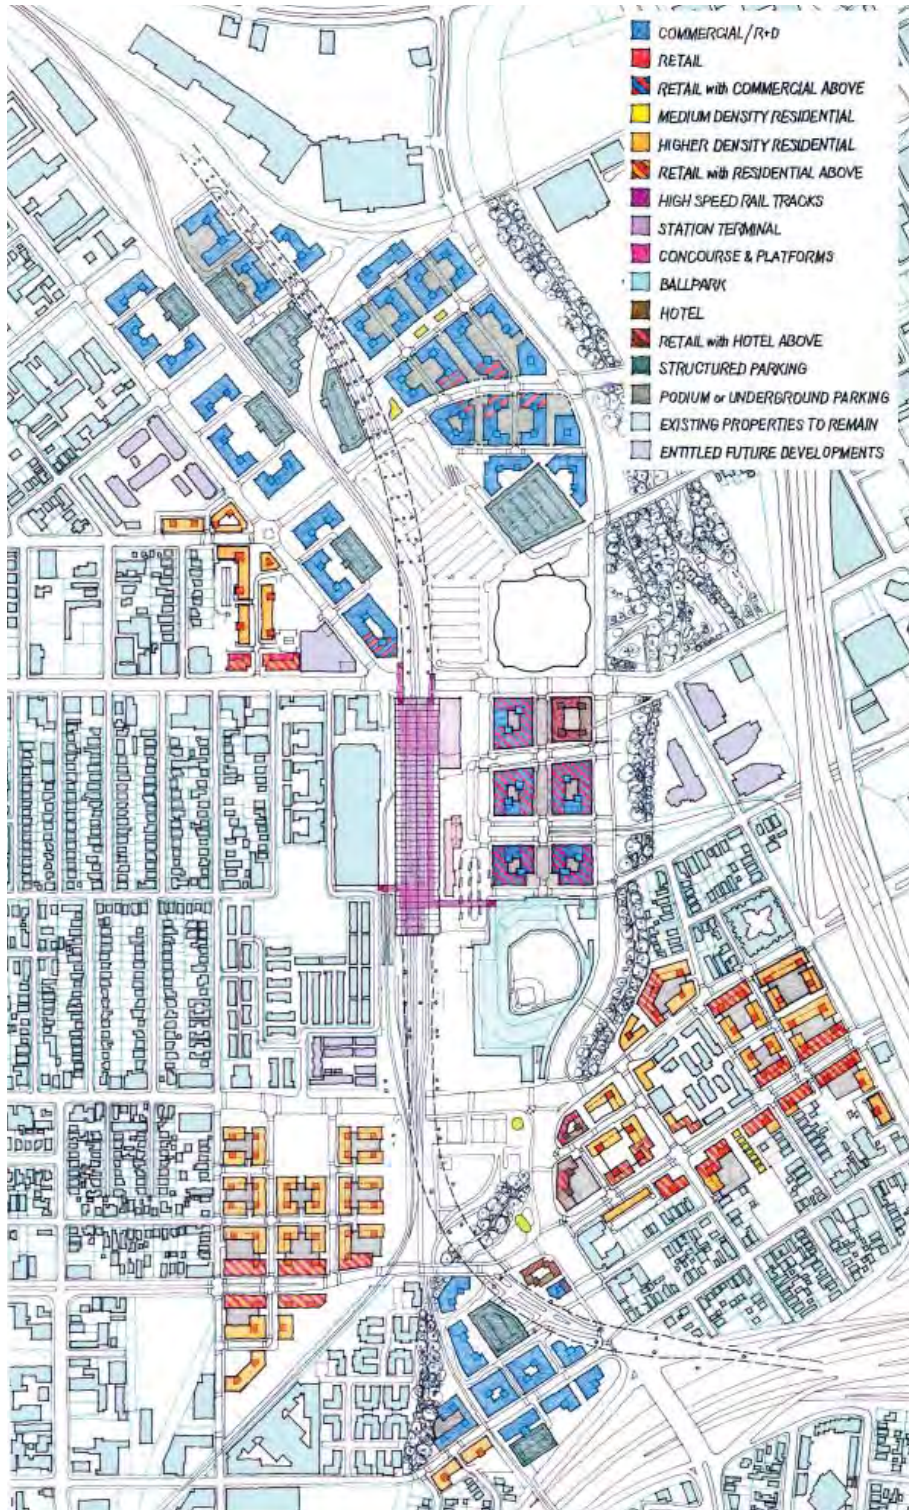 COMMERCIAL/R+D
RETAIL
RETAIL with COMMERCIAL ABOVE
MEDIUM DENSITY RESIDENTIAL
HIGHER DENSITY RESIDENTIAL
RETAIL with RESIDENTIAL ABOVE
HIGH SPEED RAIL TRACKS
STATION TERMINAL
CONCOURSE & PLATFORMS
BALLPARK
HOTEL
RETAIL with HOTEL ABOVE
STRUCTURED PARKING
PODIUM or UNDERGROUND PARKING
EXISTING PROPERTIES TO REMAIN
ENTITLED FUTURE DEVELOPMENTS